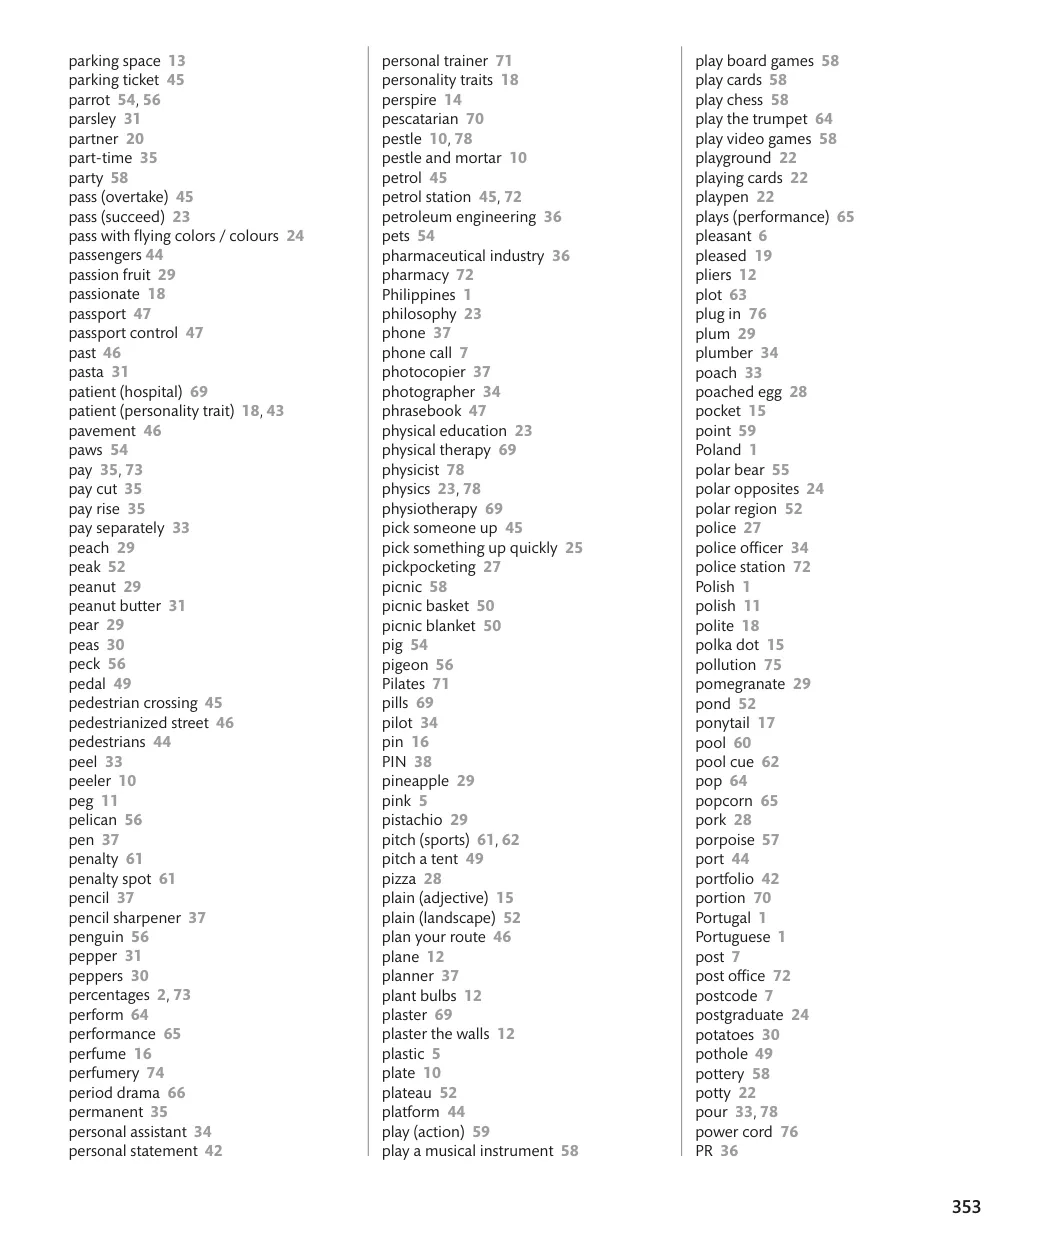 parking space 13
parking ticket 45
parrot 54, 56
parsley 31
partner 20
part-time 35
party 58
pass (overtake) 45
pass (succeed) 23
pass with flying colors / colours 24
passengers 44
passion fruit 29
passionate 18
passport 47
passport control 47
past 46
pasta 31
patient (hospital) 69
patient (personality trait) 18, 43
pavement 46
paws 54
pay 35, 73
pay cut 35
pay rise 35
pay separately 33
peach 29
peak 52
peanut 29
peanut butter 31
pear 29
peas 30
peck 56
pedal 49
pedestrian crossing 45
pedestrianized street 46
pedestrians 44
peel 33
peeler 10
peg 11
pelican 56
pen 37
penalty 61
penalty spot 61
pencil 37
pencil sharpener 37
penguin 56
pepper 31
peppers 30
percentages 2, 73
perform 64
performance 65
perfume 16
perfumery 74
period drama 66
permanent 35
personal assistant 34
personal statement 42
personal trainer 71
personality traits 18
perspire 14
pescatarian 70
pestle 10, 78
pestle and mortar 10
petrol 45
petrol station 45, 72
petroleum engineering 36
pets 54
pharmaceutical industry 36
pharmacy 72
Philippines 1
philosophy 23
phone 37
phone call 7
photocopier 37
photographer 34
phrasebook 47
physical education 23
physical therapy 69
physicist 78
physics 23, 78
physiotherapy 69
pick someone up 45
pick something up quickly 25
pickpocketing 27
picnic 58
picnic basket 50
picnic blanket 50
pig 54
pigeon 56
Pilates 71
pills 69
pilot 34
pin 16
PIN 38
pineapple 29
pink 5
pistachio 29
pitch (sports) 61, 62
pitch a tent 49
pizza 28
plain (adjective) 15
plain (landscape) 52
plan your route 46
plane 12
planner 37
plant bulbs 12
plaster 69
plaster the walls 12
plastic 5
plate 10
plateau 52
platform 44
play (action) 59
play a musical instrument 58
play board games 58
play cards 58
play chess 58
play the trumpet 64
play video games 58
playground 22
playing cards 22
playpen 22
plays (performance) 65
pleasant 6
pleased 19
pliers 12
plot 63
plug in 76
plum 29
plumber 34
poach 33
poached egg 28
pocket 15
point 59
Poland 1
polar bear 55
polar opposites 24
polar region 52
police 27
police officer 34
police station 72
Polish 1
polish 11
polite 18
polka dot 15
pollution 75
pomegranate 29
pond 52
ponytail 17
pool 60
pool cue 62
pop 64
popcorn 65
pork 28
porpoise 57
port 44
portfolio 42
portion 70
Portugal 1
Portuguese 1
post 7
post office 72
postcode 7
postgraduate 24
potatoes 30
pothole 49
pottery 58
potty 22
pour 33, 78
power cord 76
PR 36
353